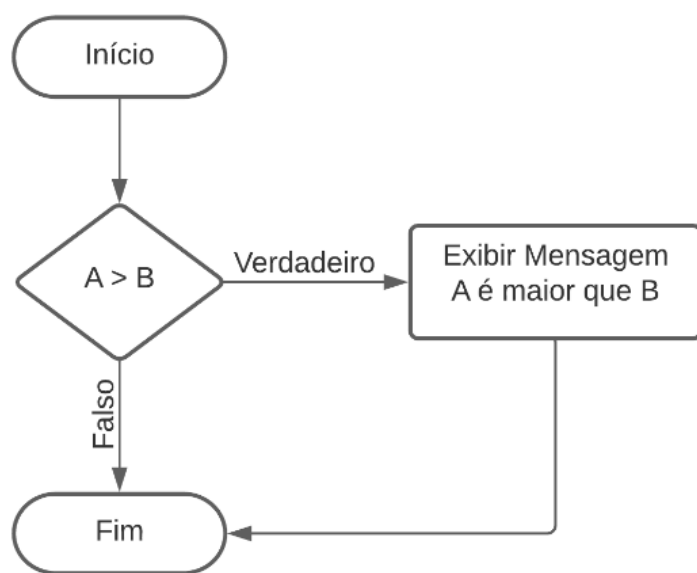 Início
A > B
Verdadeiro
Exibir Mensagem
A é maior que B
Falso
Fim